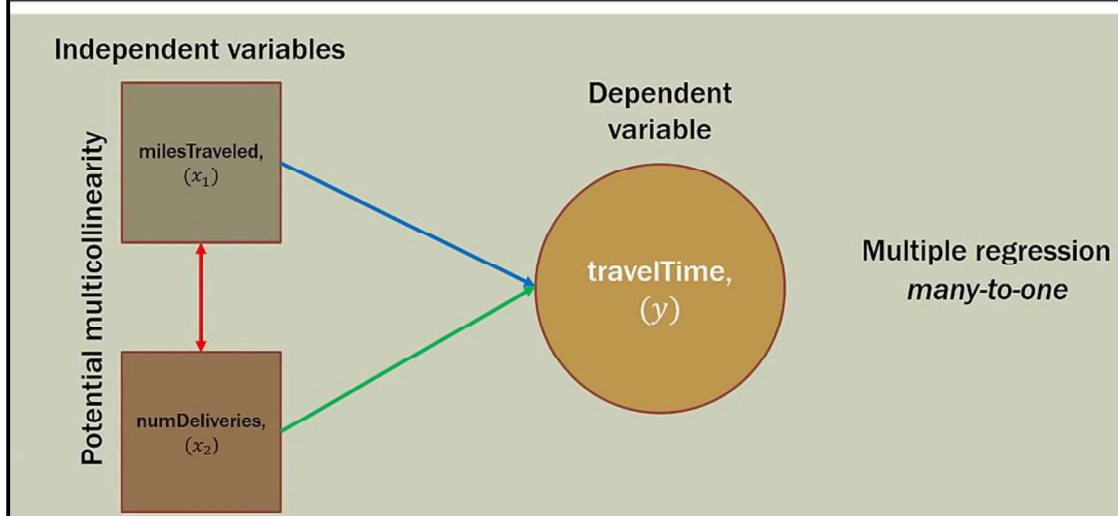 Independent variables
Potential multicollinearity
milesTraveled,
(x₁)
numDeliveries,
(x₂)
Dependent
variable
travelTime,
(y)
Multiple regression
many-to-one